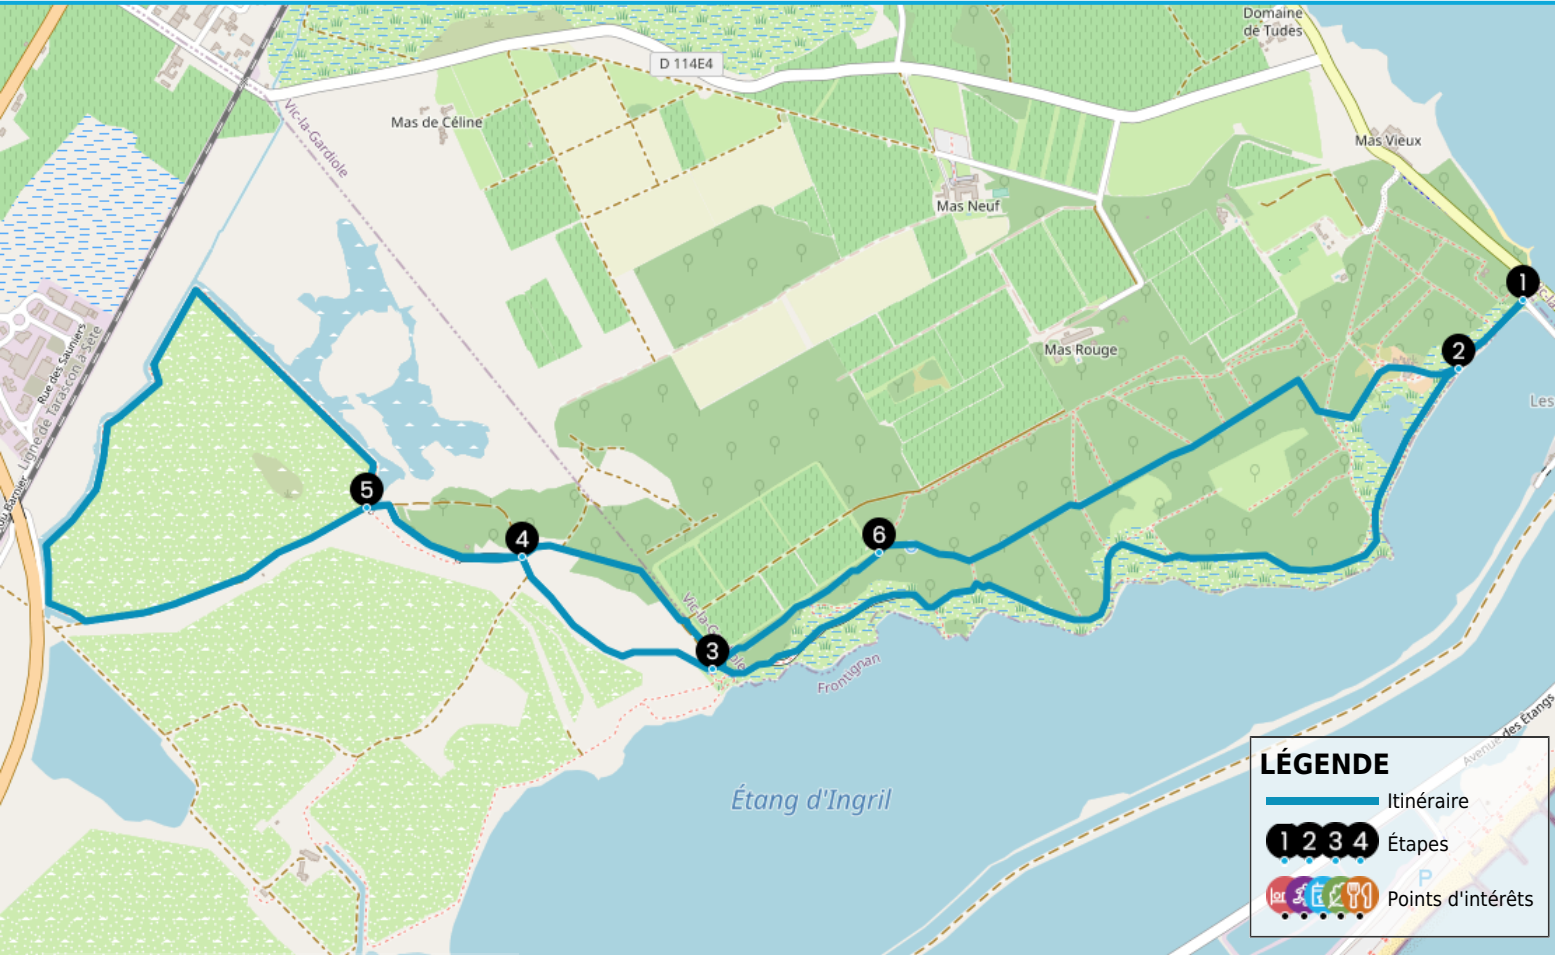 Domaine
de Tudes
D 114E4
Mas de Céline
Vic-la-Gardiole
Mas Vieux
Mas Neuf
1
Rue des Sauniers
Ligne de Tarascon à Sète
Mas Rouge
2
Les
5
4
6
3
Frontignan
Avenue des Étangs
Étang d'Ingril
LÉGENDE
Itinéraire
1 2 3 4
Étapes
P
Points d'intérêts